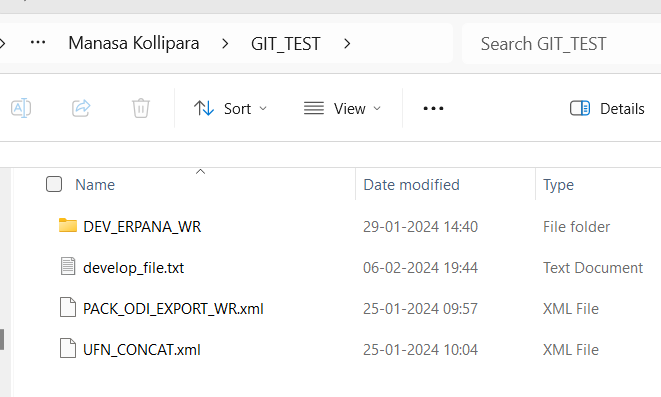 ··· Manasa Kollipara > GIT_TEST > Search GIT_TEST
Sort View ··· Details
Name Date modified Type
DEV_ERPANA_WR 29-01-2024 14:40 File folder
develop_file.txt 06-02-2024 19:44 Text Document
PACK_ODI_EXPORT_WR.xml 25-01-2024 09:57 XML File
UFN_CONCAT.xml 25-01-2024 10:04 XML File